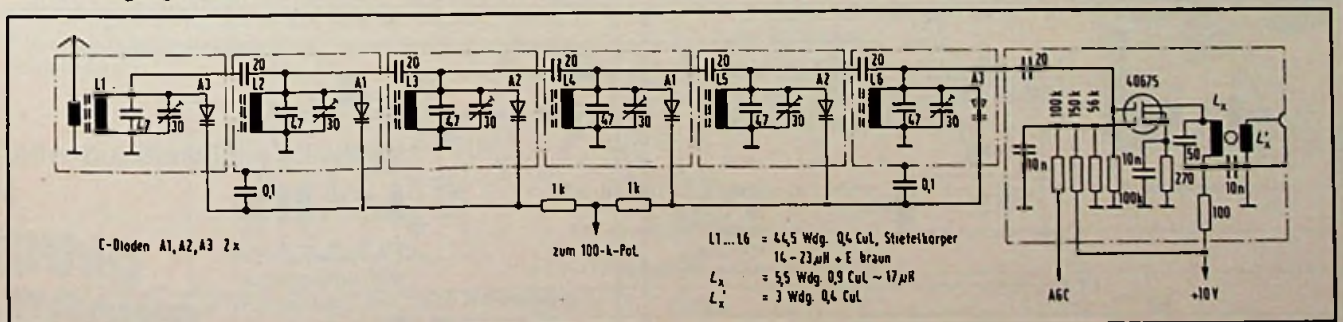 20
20
20
20
20
20
L1
A3
L2
A1
L3
A2
L4
A1
L5
A2
L6
A3
47
30
47
30
47
30
47
30
47
30
47
30
100k
150k
56k
40675
Lx
L'x
10n
10n
100k
50
270
10n
100
0,1
1k
1k
0,1
C-Dioden A1, A2, A3 2x
zum 100-k-Pot.
L1...L6 = 44,5 Wdg. 0,4 CuL, Stiefelkörper
14-23µH + E braun
Lx = 5,5 Wdg. 0,9 CuL ~ 17µH
L'x = 3 Wdg. 0,4 CuL
AGC
+10V